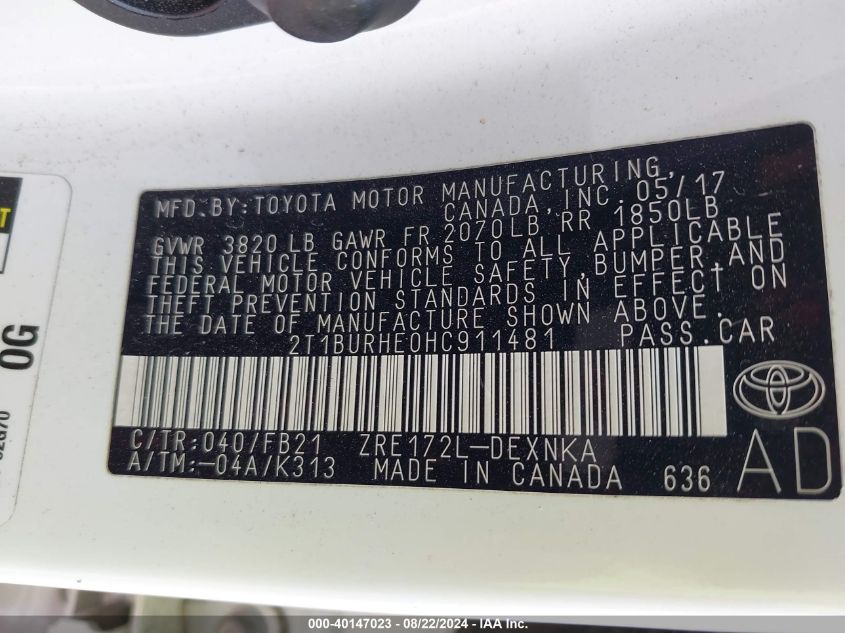 MFD. BY: TOYOTA MOTOR MANUFACTURING,
CANADA, INC. 05/17
GVWR 3820 LB GAWR FR 2070LB RR 1850LB
THIS VEHICLE CONFORMS TO ALL APPLICABLE
FEDERAL MOTOR VEHICLE SAFETY, BUMPER, AND
THEFT PREVENTION STANDARDS IN EFFECT ON
THE DATE OF MANUFACTURE SHOWN ABOVE.
2T1BURHE0HC911481 PASS.CAR
C/TR:040/FB21 ZRE172L-DEXNKA
A/TM:-04A/K313 MADE IN CANADA 636
AD
OG
000-40147023 - 08/22/2024 - IAA Inc.